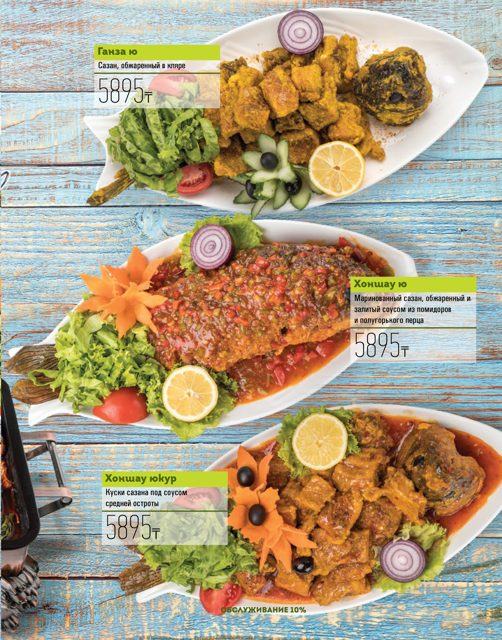 Ганза ю
Сазан, обжаренный в кляре
5895₸
Хоншау ю
Маринованный сазан, обжаренный и
залитый соусом из помидоров
и полугорького перца
5895₸
Хоншау юкур
Куски сазана под соусом
средней остроты
5895₸
ОБСЛУЖИВАНИЕ 10%